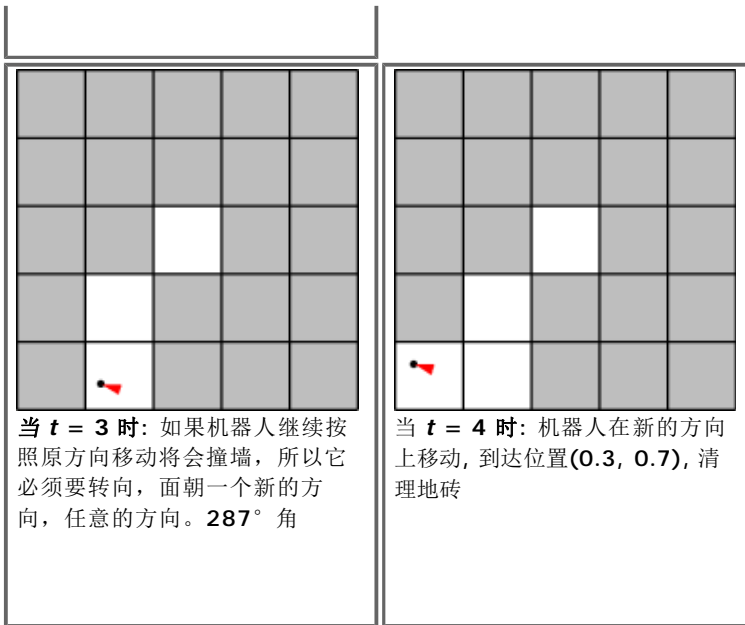 当 t = 3 时: 如果机器人继续按
照原方向移动将会撞墙，所以它
必须要转向，面朝一个新的方
向，任意的方向。287° 角
当 t = 4 时: 机器人在新的方向
上移动, 到达位置(0.3, 0.7), 清
理地砖